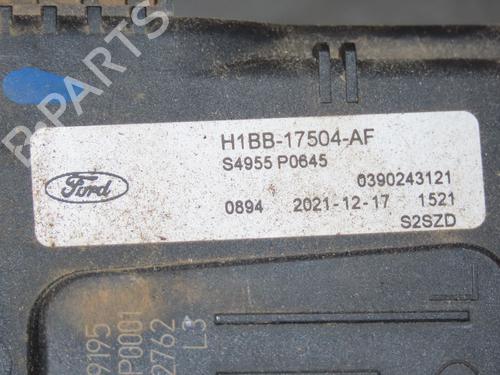 B-PARTS
H1BB-17504-AF
S4955 P0645
Ford
0390243121
0894 2021-12-17 1521
S2SZD
9195
P0001
2762
L3